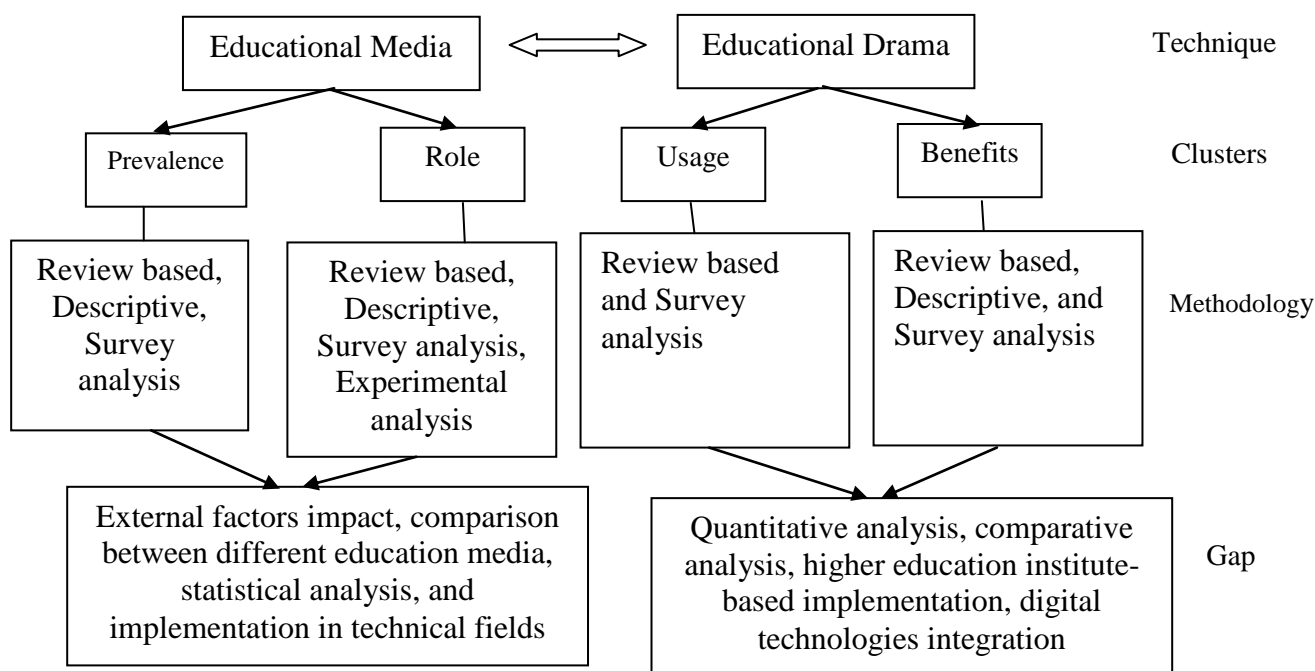 Educational Media
Educational Drama
Technique
Prevalence
Role
Usage
Benefits
Clusters
Review based,
Descriptive,
Survey
analysis
Review based,
Descriptive,
Survey analysis,
Experimental
analysis
Review based
and Survey
analysis
Review based,
Descriptive, and
Survey analysis
Methodology
External factors impact, comparison
between different education media,
statistical analysis, and
implementation in technical fields
Quantitative analysis, comparative
analysis, higher education institute-
based implementation, digital
technologies integration
Gap